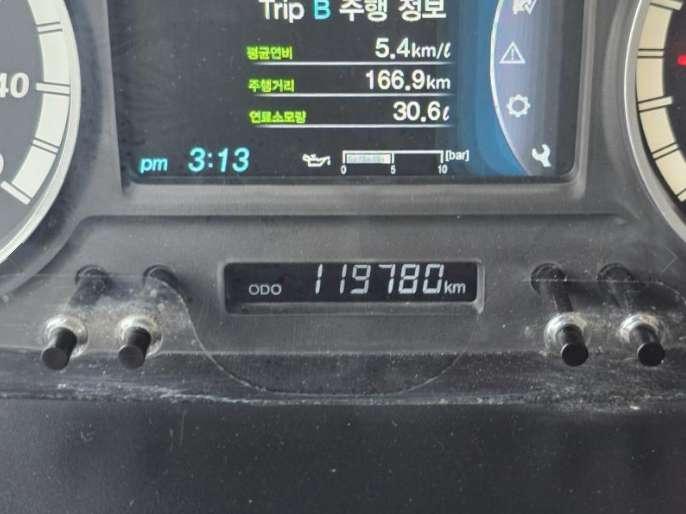 Trip B 주행 정보
40
평균연비 5.4km/ℓ
주행거리 166.9km
연료소모량 30.6ℓ
pm 3:13
[bar]
0 5 10
ODO 119780km